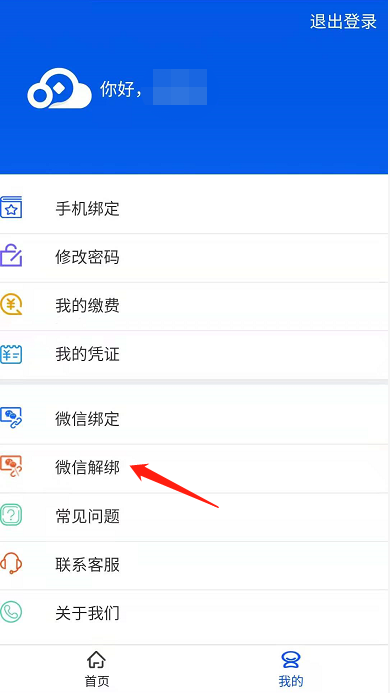 退出登录
你好，
手机绑定
修改密码
我的缴费
我的凭证
微信绑定
微信解绑
常见问题
联系客服
关于我们
首页
我的